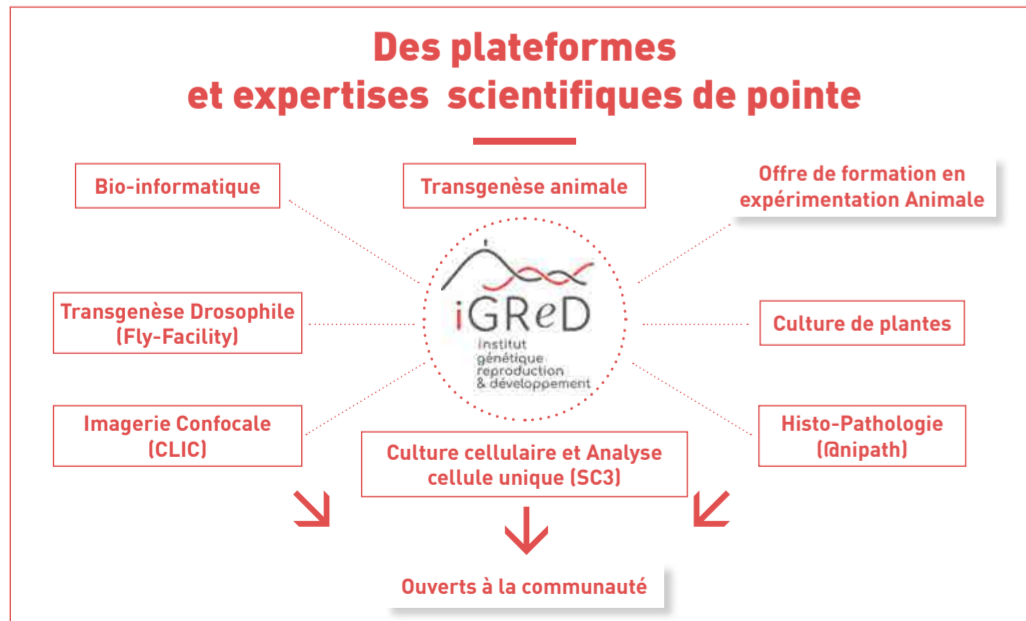 Des plateformes
et expertises scientifiques de pointe
Bio-informatique
Transgenèse animale
Offre de formation en
expérimentation Animale
iGReD
Institut
génétique
reproduction
& développement
Transgenèse Drosophile
(Fly-Facility)
Culture de plantes
Imagerie Confocale
(CLIC)
Culture cellulaire et Analyse
cellule unique (SC3)
Histo-Pathologie
(@nipath)
Ouverts à la communauté